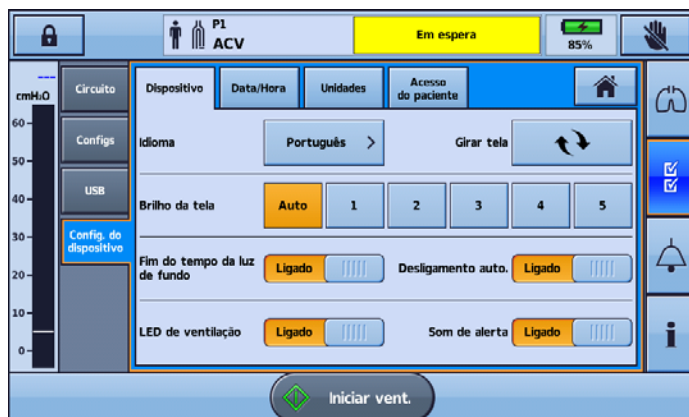 P1
ACV
Em espera
85%
---
cmH2O
60
50
40
30
20
10
0
Circuito
Configs
USB
Config. do
dispositivo
Dispositivo
Data/Hora
Unidades
Acesso
do paciente
Idioma
Português >
Girar tela
Brilho da tela
Auto
1
2
3
4
5
Fim do tempo da luz
de fundo
Ligado
Desligamento auto.
Ligado
LED de ventilação
Ligado
Som de alerta
Ligado
Iniciar vent.